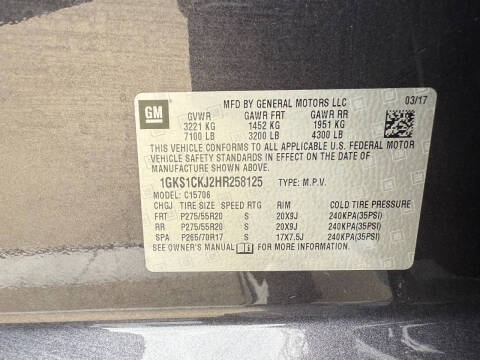 GM
MFD BY GENERAL MOTORS LLC 03/17
GVWR GAWR FRT GAWR RR
3221 KG 1452 KG 1951 KG
7100 LB 3200 LB 4300 LB
THIS VEHICLE CONFORMS TO ALL APPLICABLE U.S. FEDERAL MOTOR
VEHICLE SAFETY STANDARDS IN EFFECT ON THE DATE OF
MANUFACTURE SHOWN ABOVE.
1GKS1CKJ2HR258125 TYPE: M.P.V.
MODEL: C15706
CHGJ TIRE SIZE SPEED RTG RIM COLD TIRE PRESSURE
FRT P275/55R20 S 20X9J 240KPA(35PSI)
RR P275/55R20 S 20X9J 240KPA(35PSI)
SPA P265/70R17 S 17X7.5J 240KPA(35PSI)
SEE OWNER'S MANUAL FOR MORE INFORMATION.